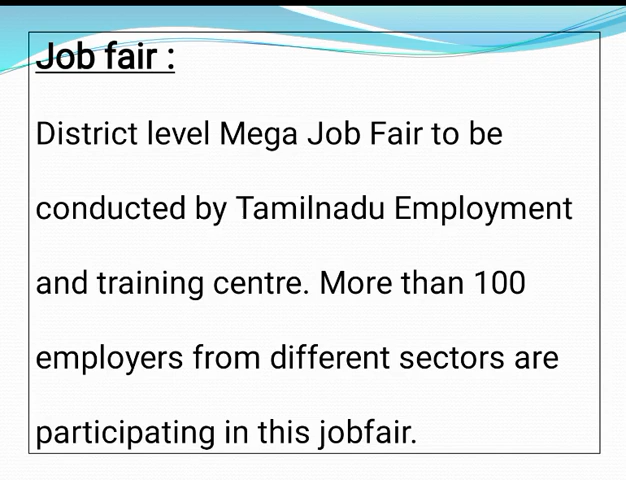 Job fair :
District level Mega Job Fair to be
conducted by Tamilnadu Employment
and training centre. More than 100
employers from different sectors are
participating in this jobfair.